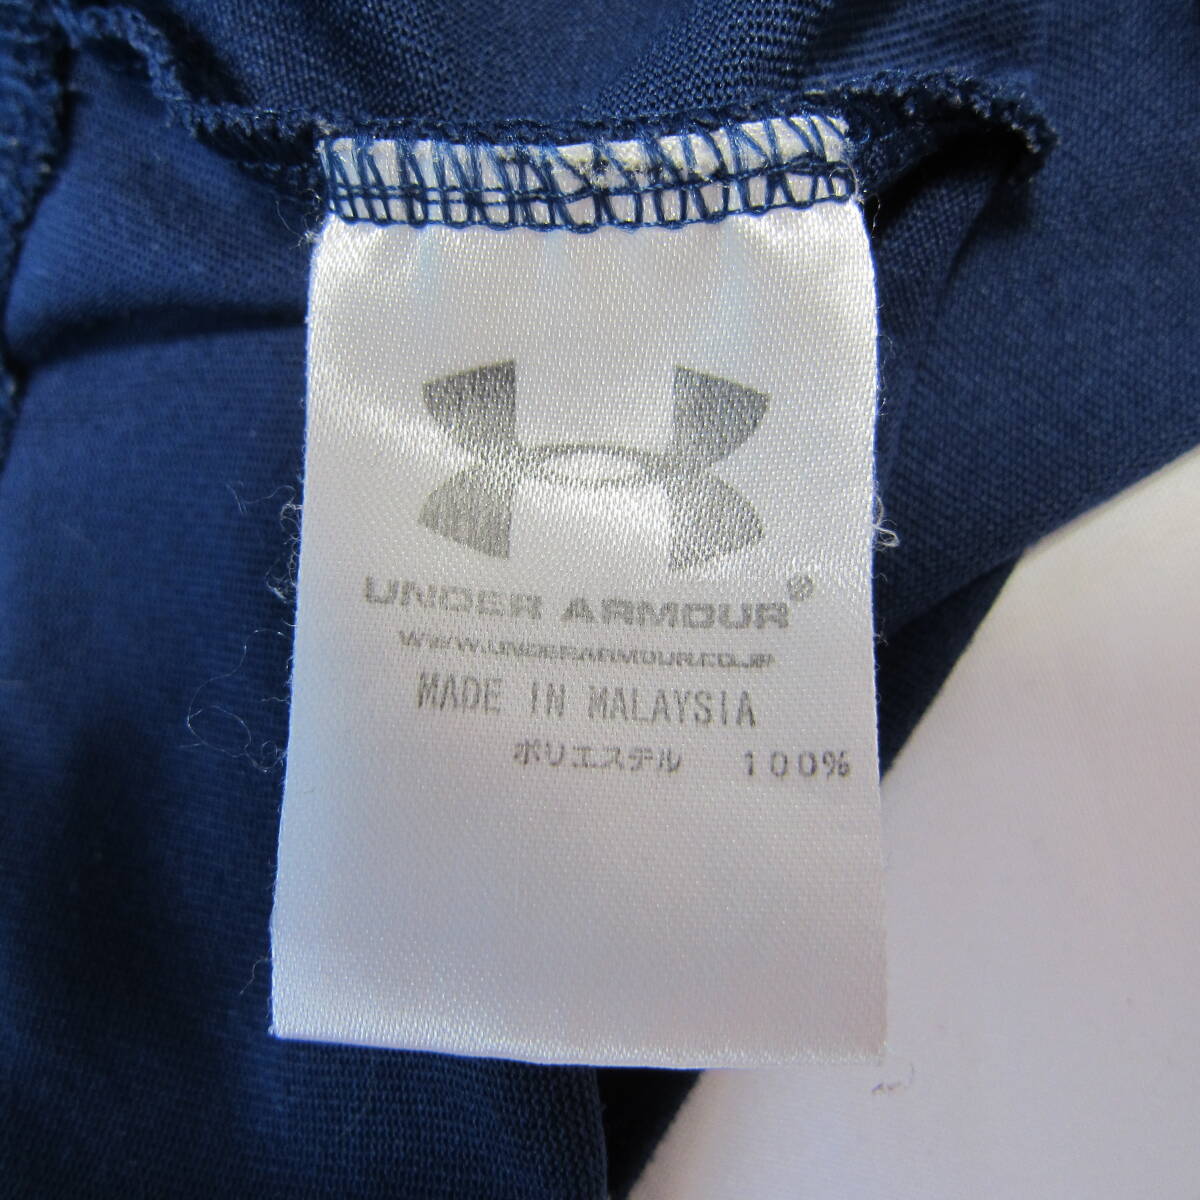 UNDER ARMOUR®
WWW.UNDERARMOUR.CO.JP
MADE IN MALAYSIA
ポリエステル 100%